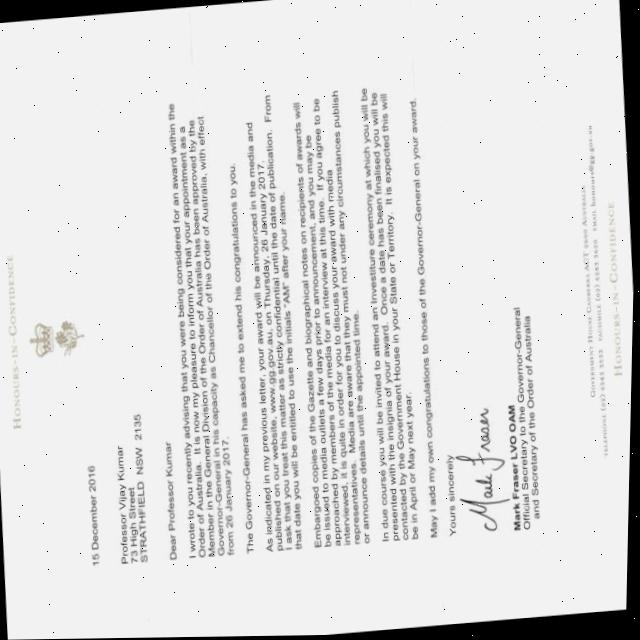 HONOURS-IN-CONFIDENCE
15 December 2016
Professor Vijay Kumar
73 High Street
STRATHFIELD NSW 2135
Dear Professor Kumar
I wrote to you recently advising that you were being considered for an award within the
Order of Australia. It is now my pleasure to inform you that your appointment as a
Member in the General Division of the Order of Australia has been approved by the
Governor-General in his capacity as Chancellor of the Order of Australia, with effect
from 26 January 2017.
The Governor-General has asked me to extend his congratulations to you.
As indicated in my previous letter, your award will be announced in the media and
published on our website, www.gg.gov.au, on Thursday, 26 January 2017.
I ask that you treat this matter as strictly confidential until the date of publication. From
that date you will be entitled to use the initials "AM" after your name.
Embargoed copies of the Gazette and biographical notes on recipients of awards will
be issued to media outlets a few days prior to announcement, and you may be
approached by members of the media for an interview at this time. If you agree to be
interviewed, it is quite in order for you to discuss your award with media
representatives. Media are aware that they must not under any circumstances publish
or announce details until the appointed time.
In due course you will be invited to attend an Investiture ceremony at which you will be
presented with the insignia of your award. Once a date has been finalised you will be
contacted by the Government House in your State or Territory. It is expected this will
be in April or May next year.
May I add my own congratulations to those of the Governor-General on your award.
Yours sincerely
Mark Fraser
Mark Fraser LVO OAM
Official Secretary to the Governor-General
and Secretary of the Order of Australia
GOVERNMENT HOUSE CANBERRA ACT 2600 AUSTRALIA
HONOURS-IN-CONFIDENCE